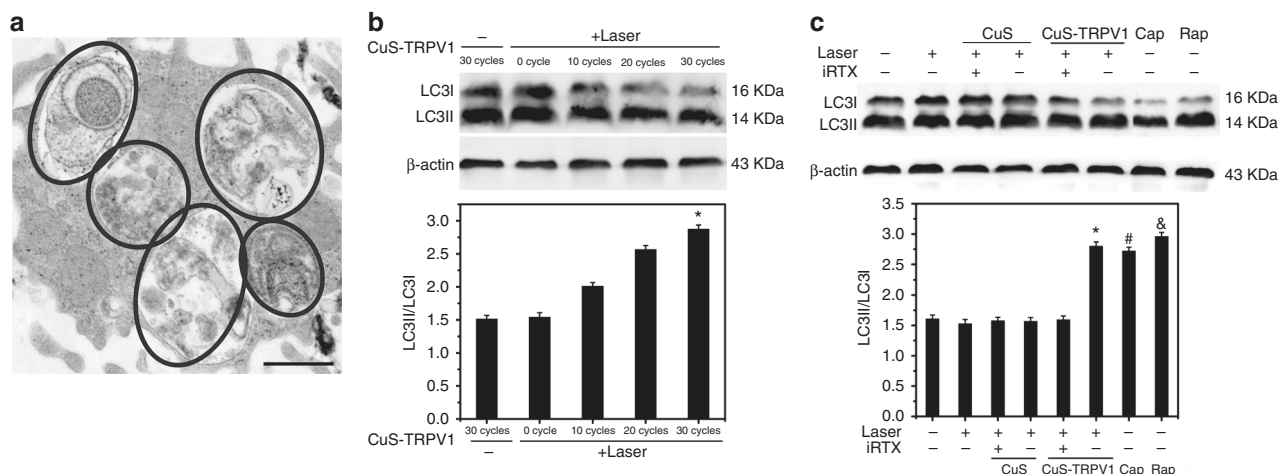 a
b
–
+Laser
CuS-TRPV1
30 cycles 0 cycle 10 cycles 20 cycles 30 cycles
LC3I 16 KDa
LC3II 14 KDa
β-actin 43 KDa
3.0
2.5
2.0
1.5
1.0
0.5
0.0
LC3II/LC3I
*
30 cycles 0 cycle 10 cycles 20 cycles 30 cycles
CuS-TRPV1
–
+Laser
c
CuS CuS-TRPV1 Cap Rap
Laser – + + + + + – –
iRTX – – + – + – – –
LC3I 16 KDa
LC3II 14 KDa
β-actin 43 KDa
3.5
3.0
2.5
2.0
1.5
1.0
0.5
0.0
LC3II/LC3I
* # &
Laser – + + + + + – –
iRTX – – + – + – – –
CuS CuS-TRPV1 Cap Rap